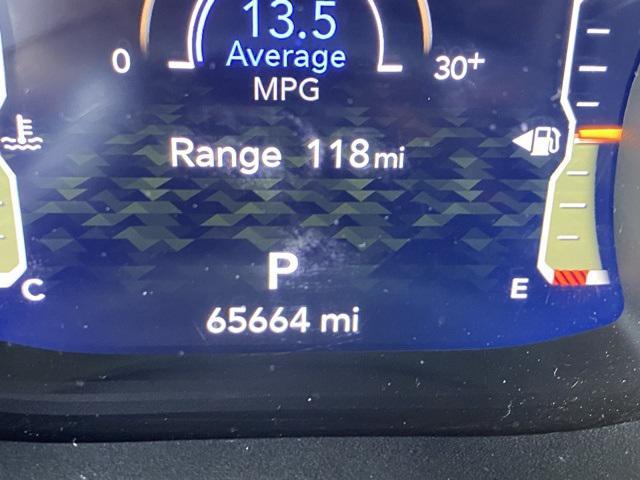 13.5
Average
0 30+
MPG
Range 118 mi
P
C E
65664 mi